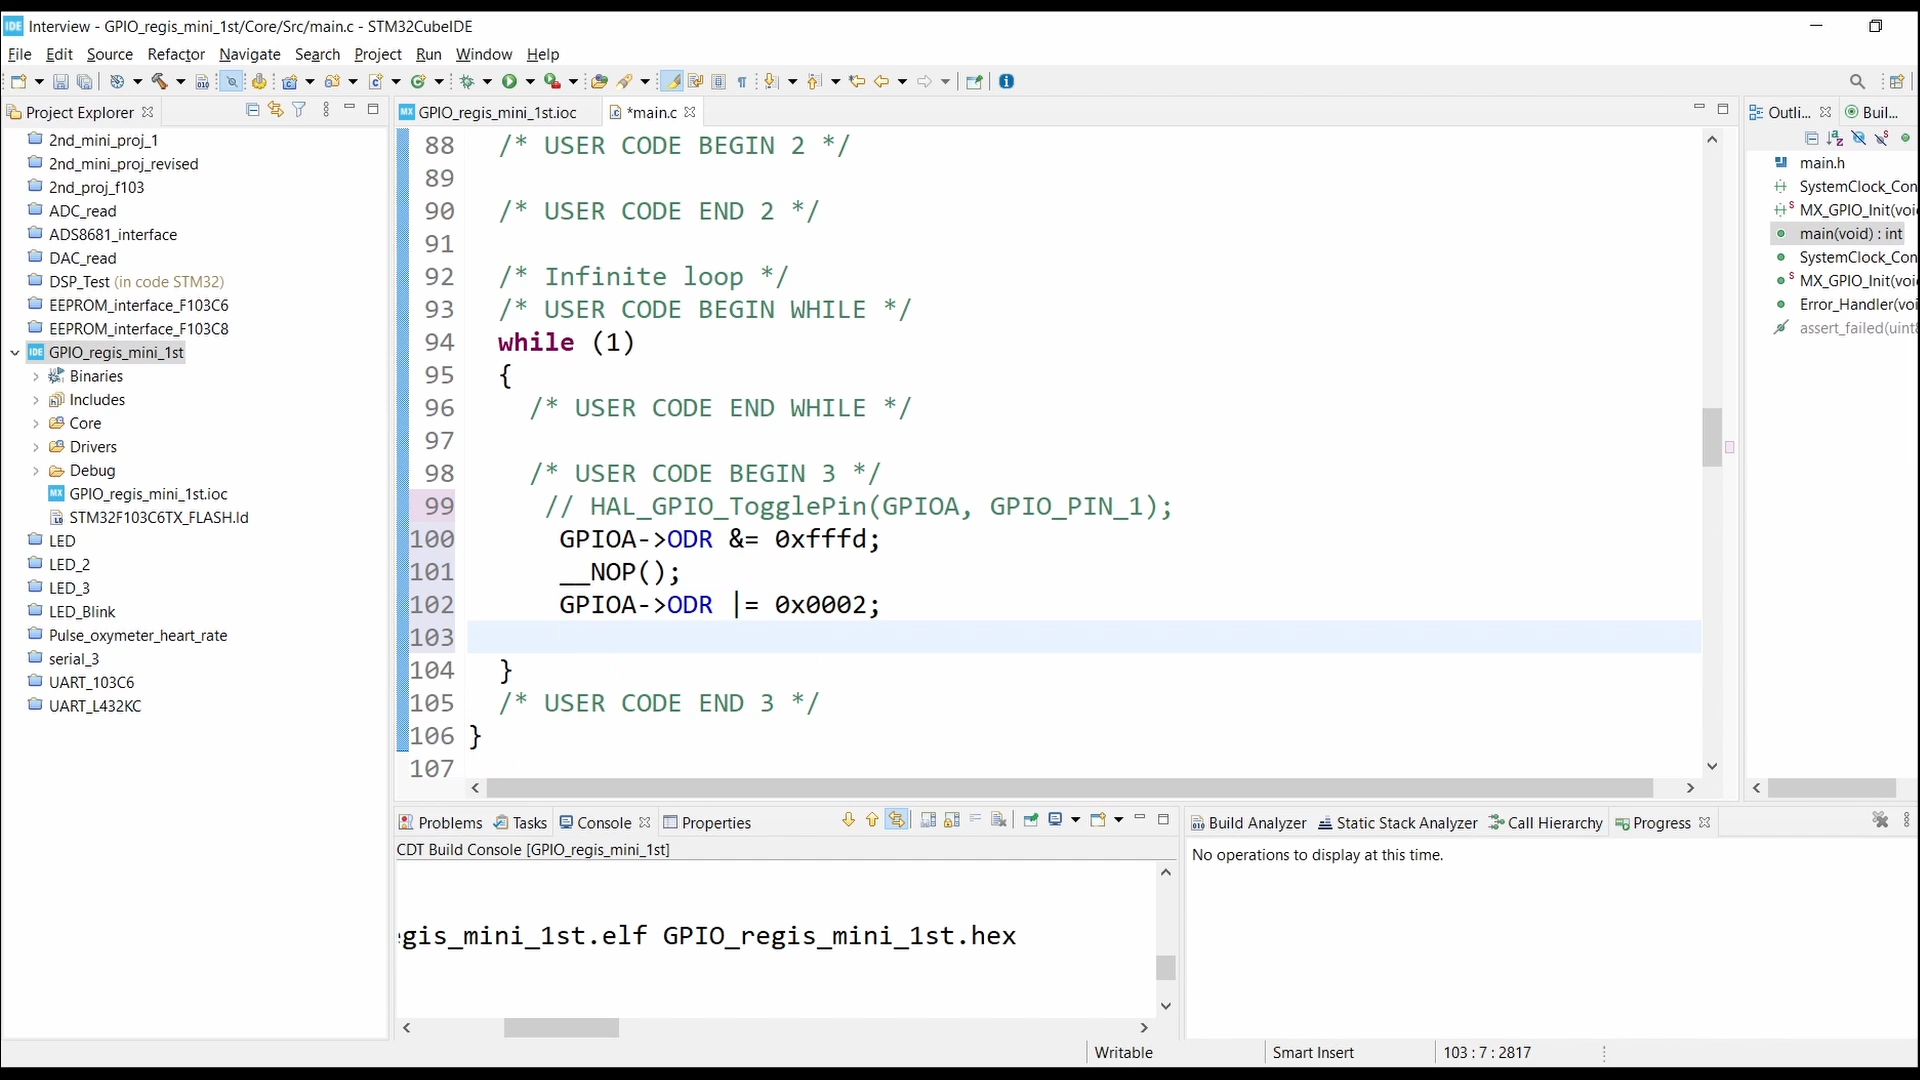 IDE Interview - GPIO_regis_mini_1st/Core/Src/main.c - STM32CubeIDE
File Edit Source Refactor Navigate Search Project Run Window Help
Project Explorer
2nd_mini_proj_1
2nd_mini_proj_revised
2nd_proj_f103
ADC_read
ADS8681_interface
DAC_read
DSP_Test (in code STM32)
EEPROM_interface_F103C6
EEPROM_interface_F103C8
IDE GPIO_regis_mini_1st
Binaries
Includes
Core
Drivers
Debug
MX GPIO_regis_mini_1st.ioc
STM32F103C6TX_FLASH.ld
LED
LED_2
LED_3
LED_Blink
Pulse_oxymeter_heart_rate
serial_3
UART_103C6
UART_L432KC
MX GPIO_regis_mini_1st.ioc *main.c
88 /* USER CODE BEGIN 2 */
89
90 /* USER CODE END 2 */
91
92 /* Infinite loop */
93 /* USER CODE BEGIN WHILE */
94 while (1)
95 {
96 /* USER CODE END WHILE */
97
98 /* USER CODE BEGIN 3 */
99 // HAL_GPIO_TogglePin(GPIOA, GPIO_PIN_1);
100 GPIOA->ODR &= 0xfffd;
101 __NOP();
102 GPIOA->ODR |= 0x0002;
103
104 }
105 /* USER CODE END 3 */
106 }
107
Outli... Buil...
main.h
SystemClock_Con
MX_GPIO_Init(voi
main(void) : int
SystemClock_Con
MX_GPIO_Init(voi
Error_Handler(voi
assert_failed(uint8
Problems Tasks Console Properties
CDT Build Console [GPIO_regis_mini_1st]
egis_mini_1st.elf GPIO_regis_mini_1st.hex
Build Analyzer Static Stack Analyzer Call Hierarchy Progress
No operations to display at this time.
Writable Smart Insert 103 : 7 : 2817